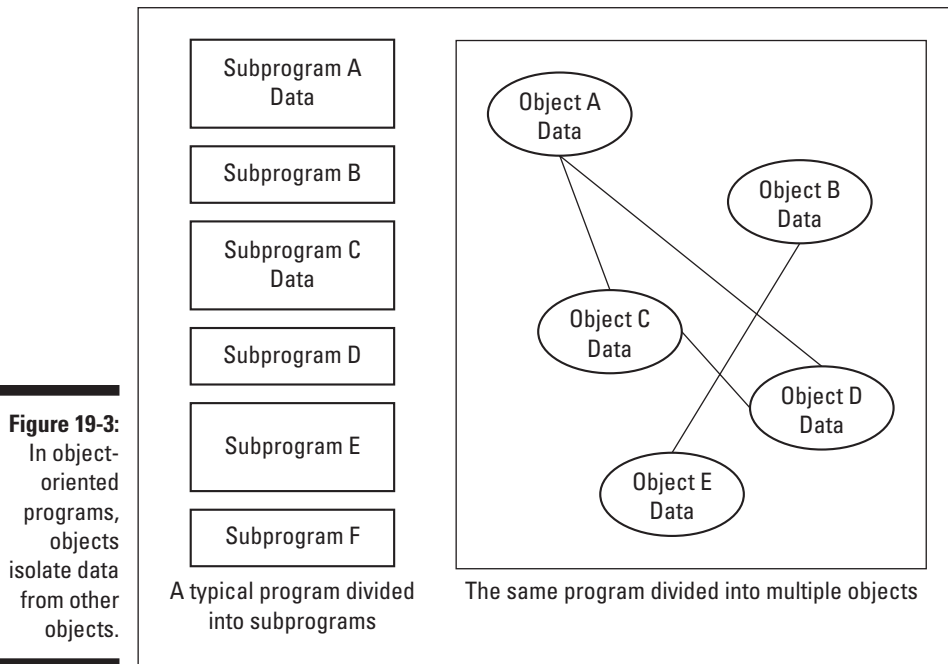 Subprogram A
Data
Subprogram B
Subprogram C
Data
Subprogram D
Subprogram E
Subprogram F
A typical program divided
into subprograms
Object A
Data
Object B
Data
Object C
Data
Object D
Data
Object E
Data
The same program divided into multiple objects
Figure 19-3:
In object-
oriented
programs,
objects
isolate data
from other
objects.